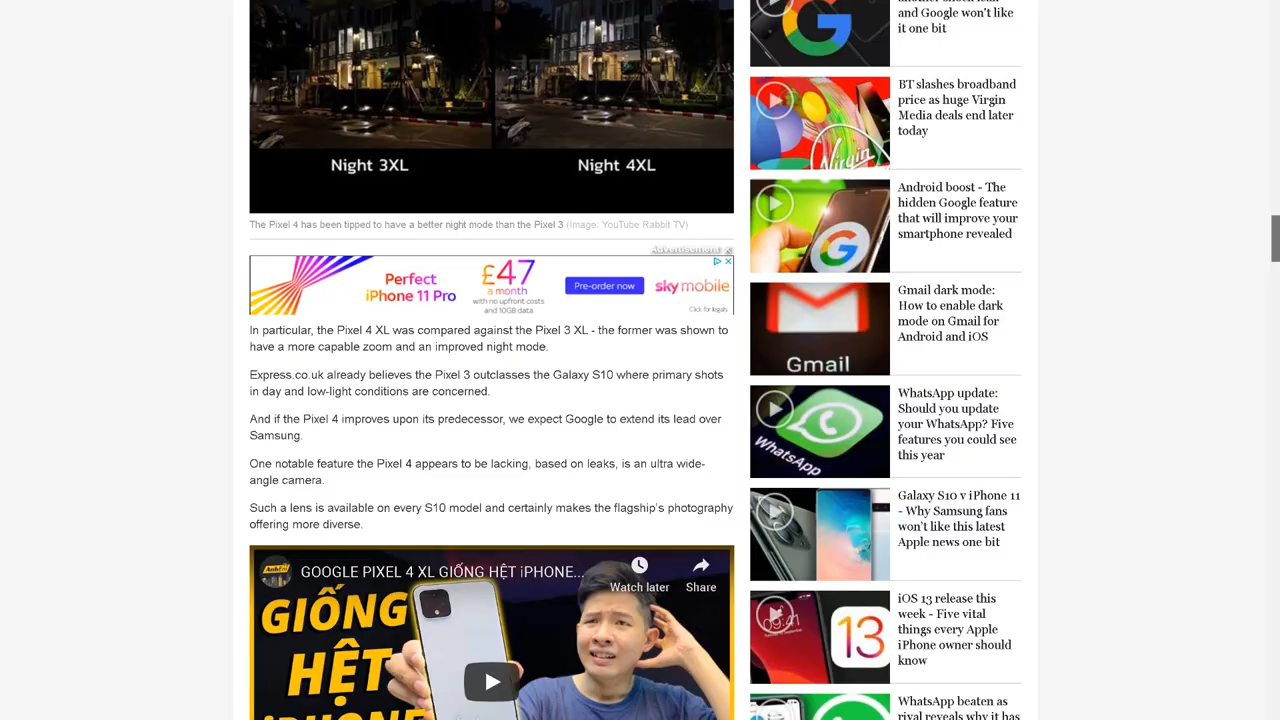 Night 3XL
Night 4XL
The Pixel 4 has been tipped to have a better night mode than the Pixel 3 (Image: YouTube Rabbit TV)
Advertisement
Perfect
iPhone 11 Pro
£47
a month
with no upfront costs
and 10GB data
Pre-order now
sky mobile
Click for legals
In particular, the Pixel 4 XL was compared against the Pixel 3 XL - the former was shown to
have a more capable zoom and an improved night mode.
Express.co.uk already believes the Pixel 3 outclasses the Galaxy S10 where primary shots
in day and low-light conditions are concerned.
And if the Pixel 4 improves upon its predecessor, we expect Google to extend its lead over
Samsung.
One notable feature the Pixel 4 appears to be lacking, based on leaks, is an ultra wide-
angle camera.
Such a lens is available on every S10 model and certainly makes the flagship's photography
offering more diverse.
GOOGLE PIXEL 4 XL GIỐNG HỆT iPHONE...
Watch later
Share
GIỐNG
HỆT
iPHONE
and Google won't like
it one bit
BT slashes broadband
price as huge Virgin
Media deals end later
today
Virgin
Android boost - The
hidden Google feature
that will improve your
smartphone revealed
Gmail dark mode:
How to enable dark
mode on Gmail for
Android and iOS
Gmail
WhatsApp update:
Should you update
your WhatsApp? Five
features you could see
this year
WhatsApp
Galaxy S10 v iPhone 11
- Why Samsung fans
won't like this latest
Apple news one bit
iOS 13 release this
week - Five vital
things every Apple
iPhone owner should
know
09:41
13
WhatsApp beaten as
rival reveals why it has